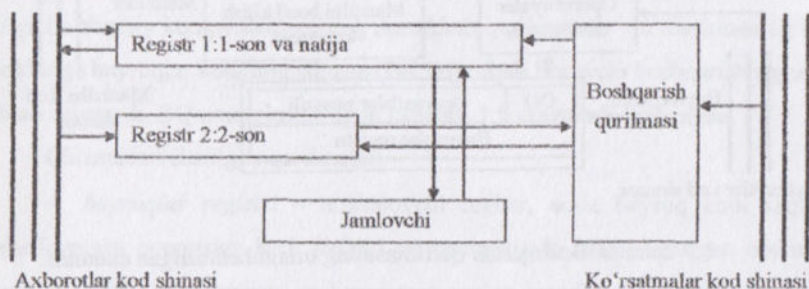 Registr 1:1-son va natija
Registr 2:2-son
Boshqarish
qurilmasi
Jamlovchi
Axborotlar kod shinasi
Ko‘rsatmalar kod shinasi